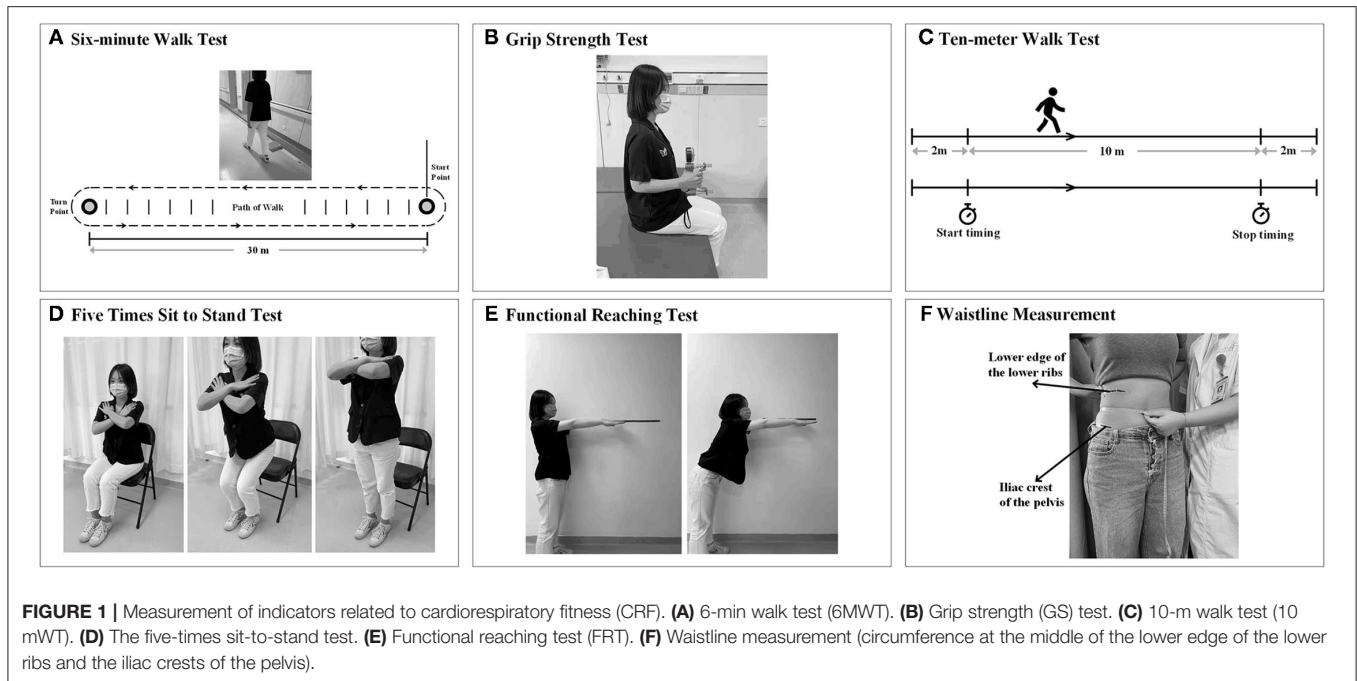 A Six-minute Walk Test
Start
Point
Turn
Point
Path of Walk
30 m
B Grip Strength Test
C Ten-meter Walk Test
2m
10 m
2m
Start timing
Stop timing
D Five Times Sit to Stand Test
E Functional Reaching Test
F Waistline Measurement
Lower edge of
the lower ribs
Iliac crest
of the pelvis
FIGURE 1 | Measurement of indicators related to cardiorespiratory fitness (CRF). (A) 6-min walk test (6MWT). (B) Grip strength (GS) test. (C) 10-m walk test (10
mWT). (D) The five-times sit-to-stand test. (E) Functional reaching test (FRT). (F) Waistline measurement (circumference at the middle of the lower edge of the lower
ribs and the iliac crests of the pelvis).